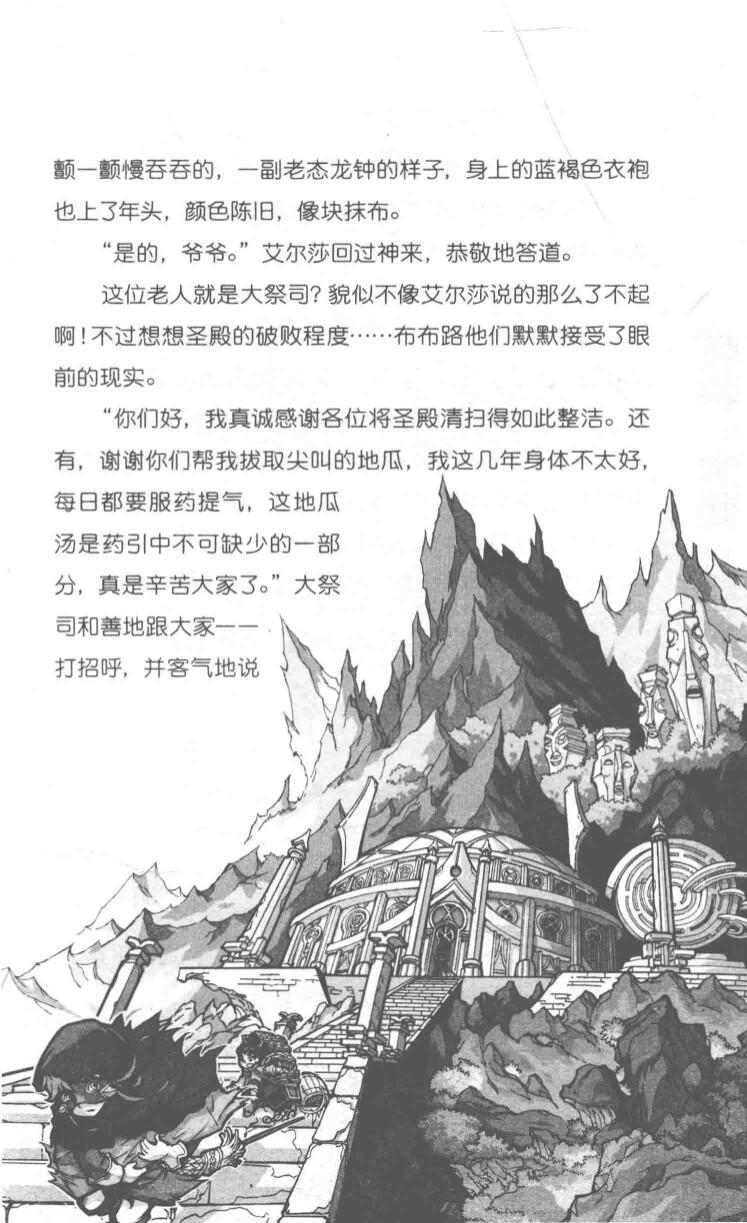 颤一颤慢吞吞的，一副老态龙钟的样子，身上的蓝褐色衣袍
也上了年头，颜色陈旧，像块抹布。
“是的，爷爷。”艾尔莎回过神来，恭敬地答道。
这位老人就是大祭司？貌似不像艾尔莎说的那么了不起
啊！不过想想圣殿的破败程度……布布路他们默默接受了眼
前的现实。
“你们好，我真诚感谢各位将圣殿清扫得如此整洁。还
有，谢谢你们帮我拔取尖叫的地瓜，我这几年身体不太好，
每日都要服药提气，这地瓜
汤是药引中不可缺少的一部
分，真是辛苦大家了。”大祭
司和善地跟大家一一
打招呼，并客气地说